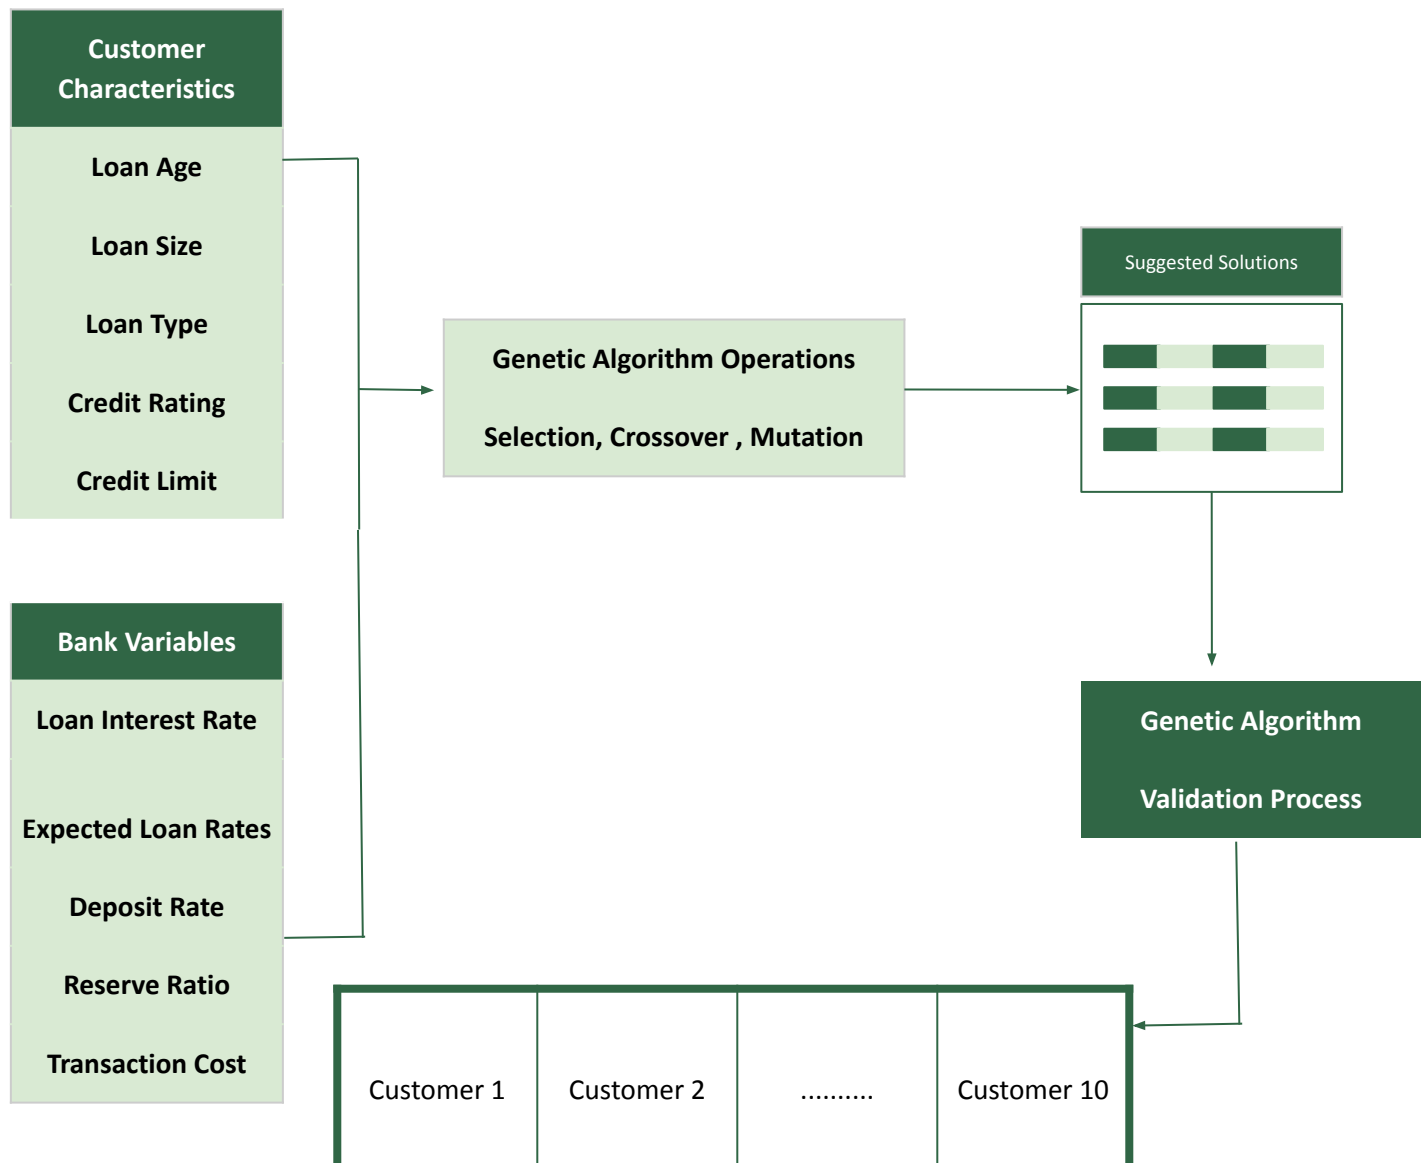 Customer
Characteristics
Loan Age
Loan Size
Loan Type
Credit Rating
Credit Limit
Bank Variables
Loan Interest Rate
Expected Loan Rates
Deposit Rate
Reserve Ratio
Transaction Cost
Genetic Algorithm Operations
Selection, Crossover , Mutation
Suggested Solutions
Genetic Algorithm
Validation Process
Customer 1
Customer 2
..........
Customer 10